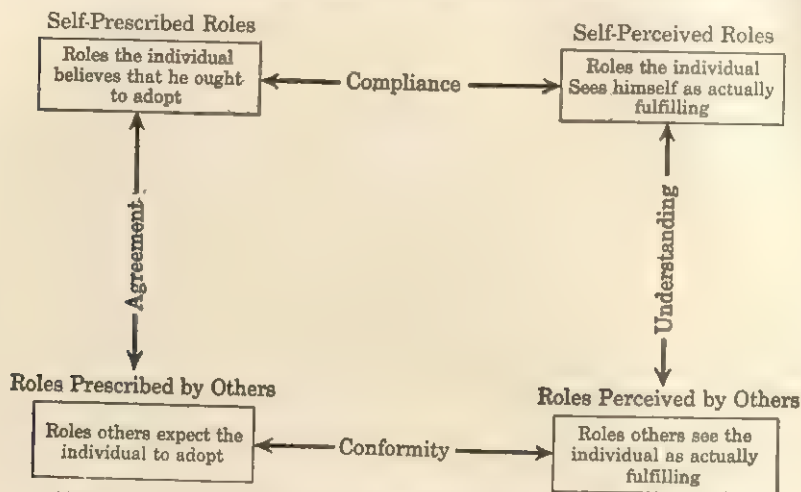 Self-Prescribed Roles
Roles the individual
believes that he ought
to adopt
Compliance
Self-Perceived Roles
Roles the individual
Sees himself as actually
fulfilling
Agreement
Understanding
Roles Prescribed by Others
Roles others expect the
individual to adopt
Conformity
Roles Perceived by Others
Roles others see the
individual as actually
fulfilling